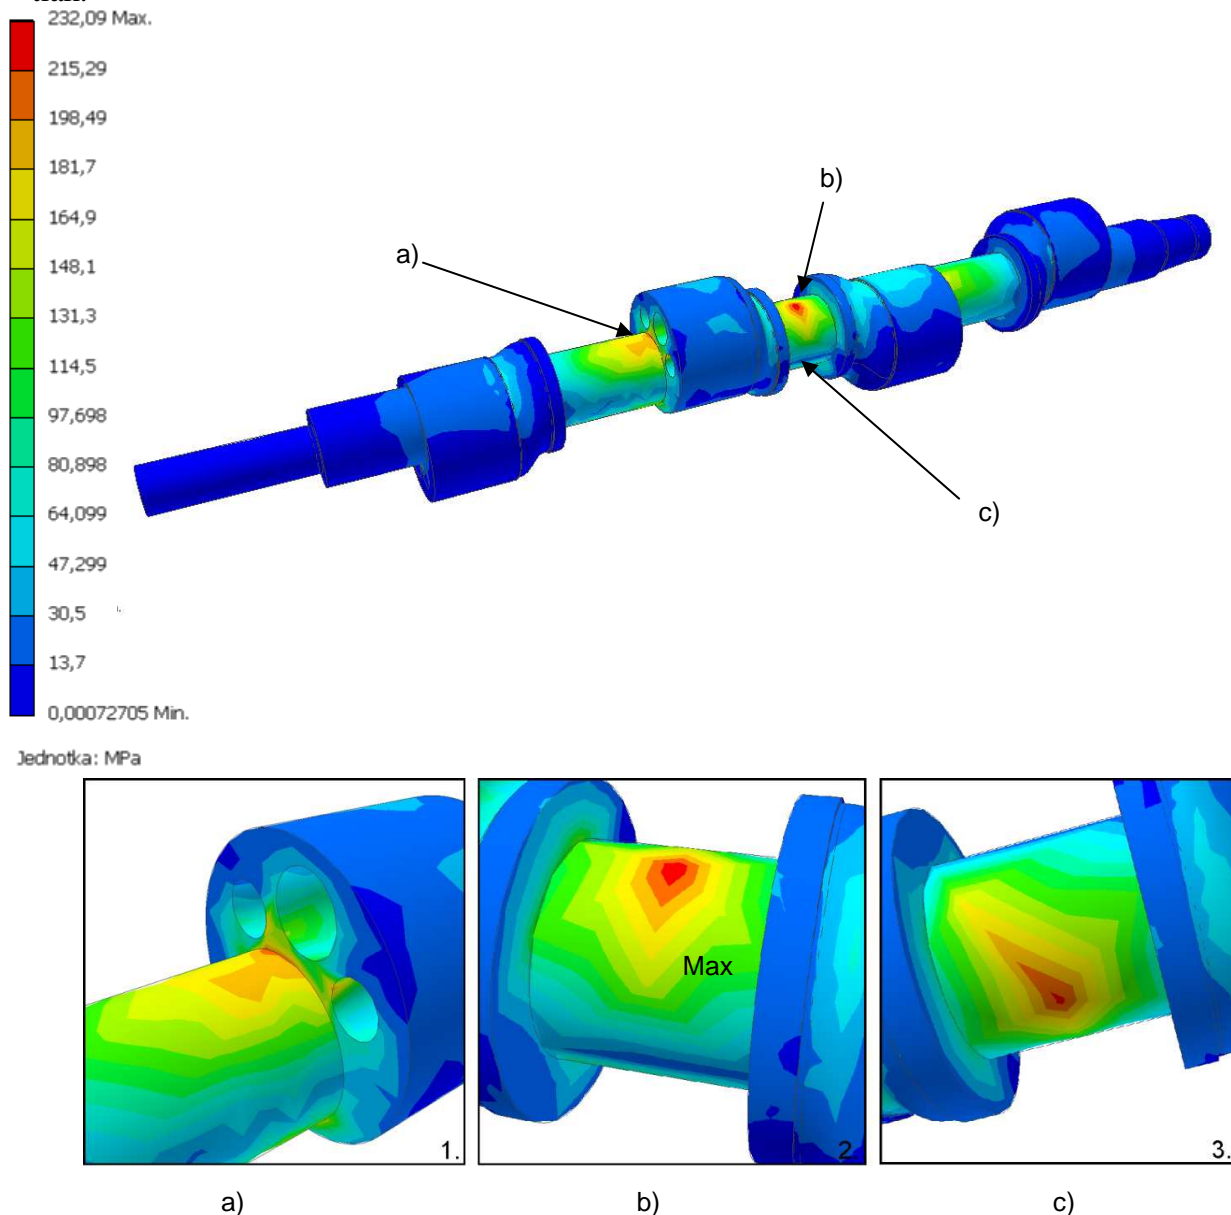 232,09 Max.
215,29
198,49
181,7
164,9
148,1
131,3
114,5
97,698
80,898
64,099
47,299
30,5
13,7
0,00072705 Min.
Jednotka: MPa
a)
b)
c)
1.
Max
2.
3.
a)
b)
c)